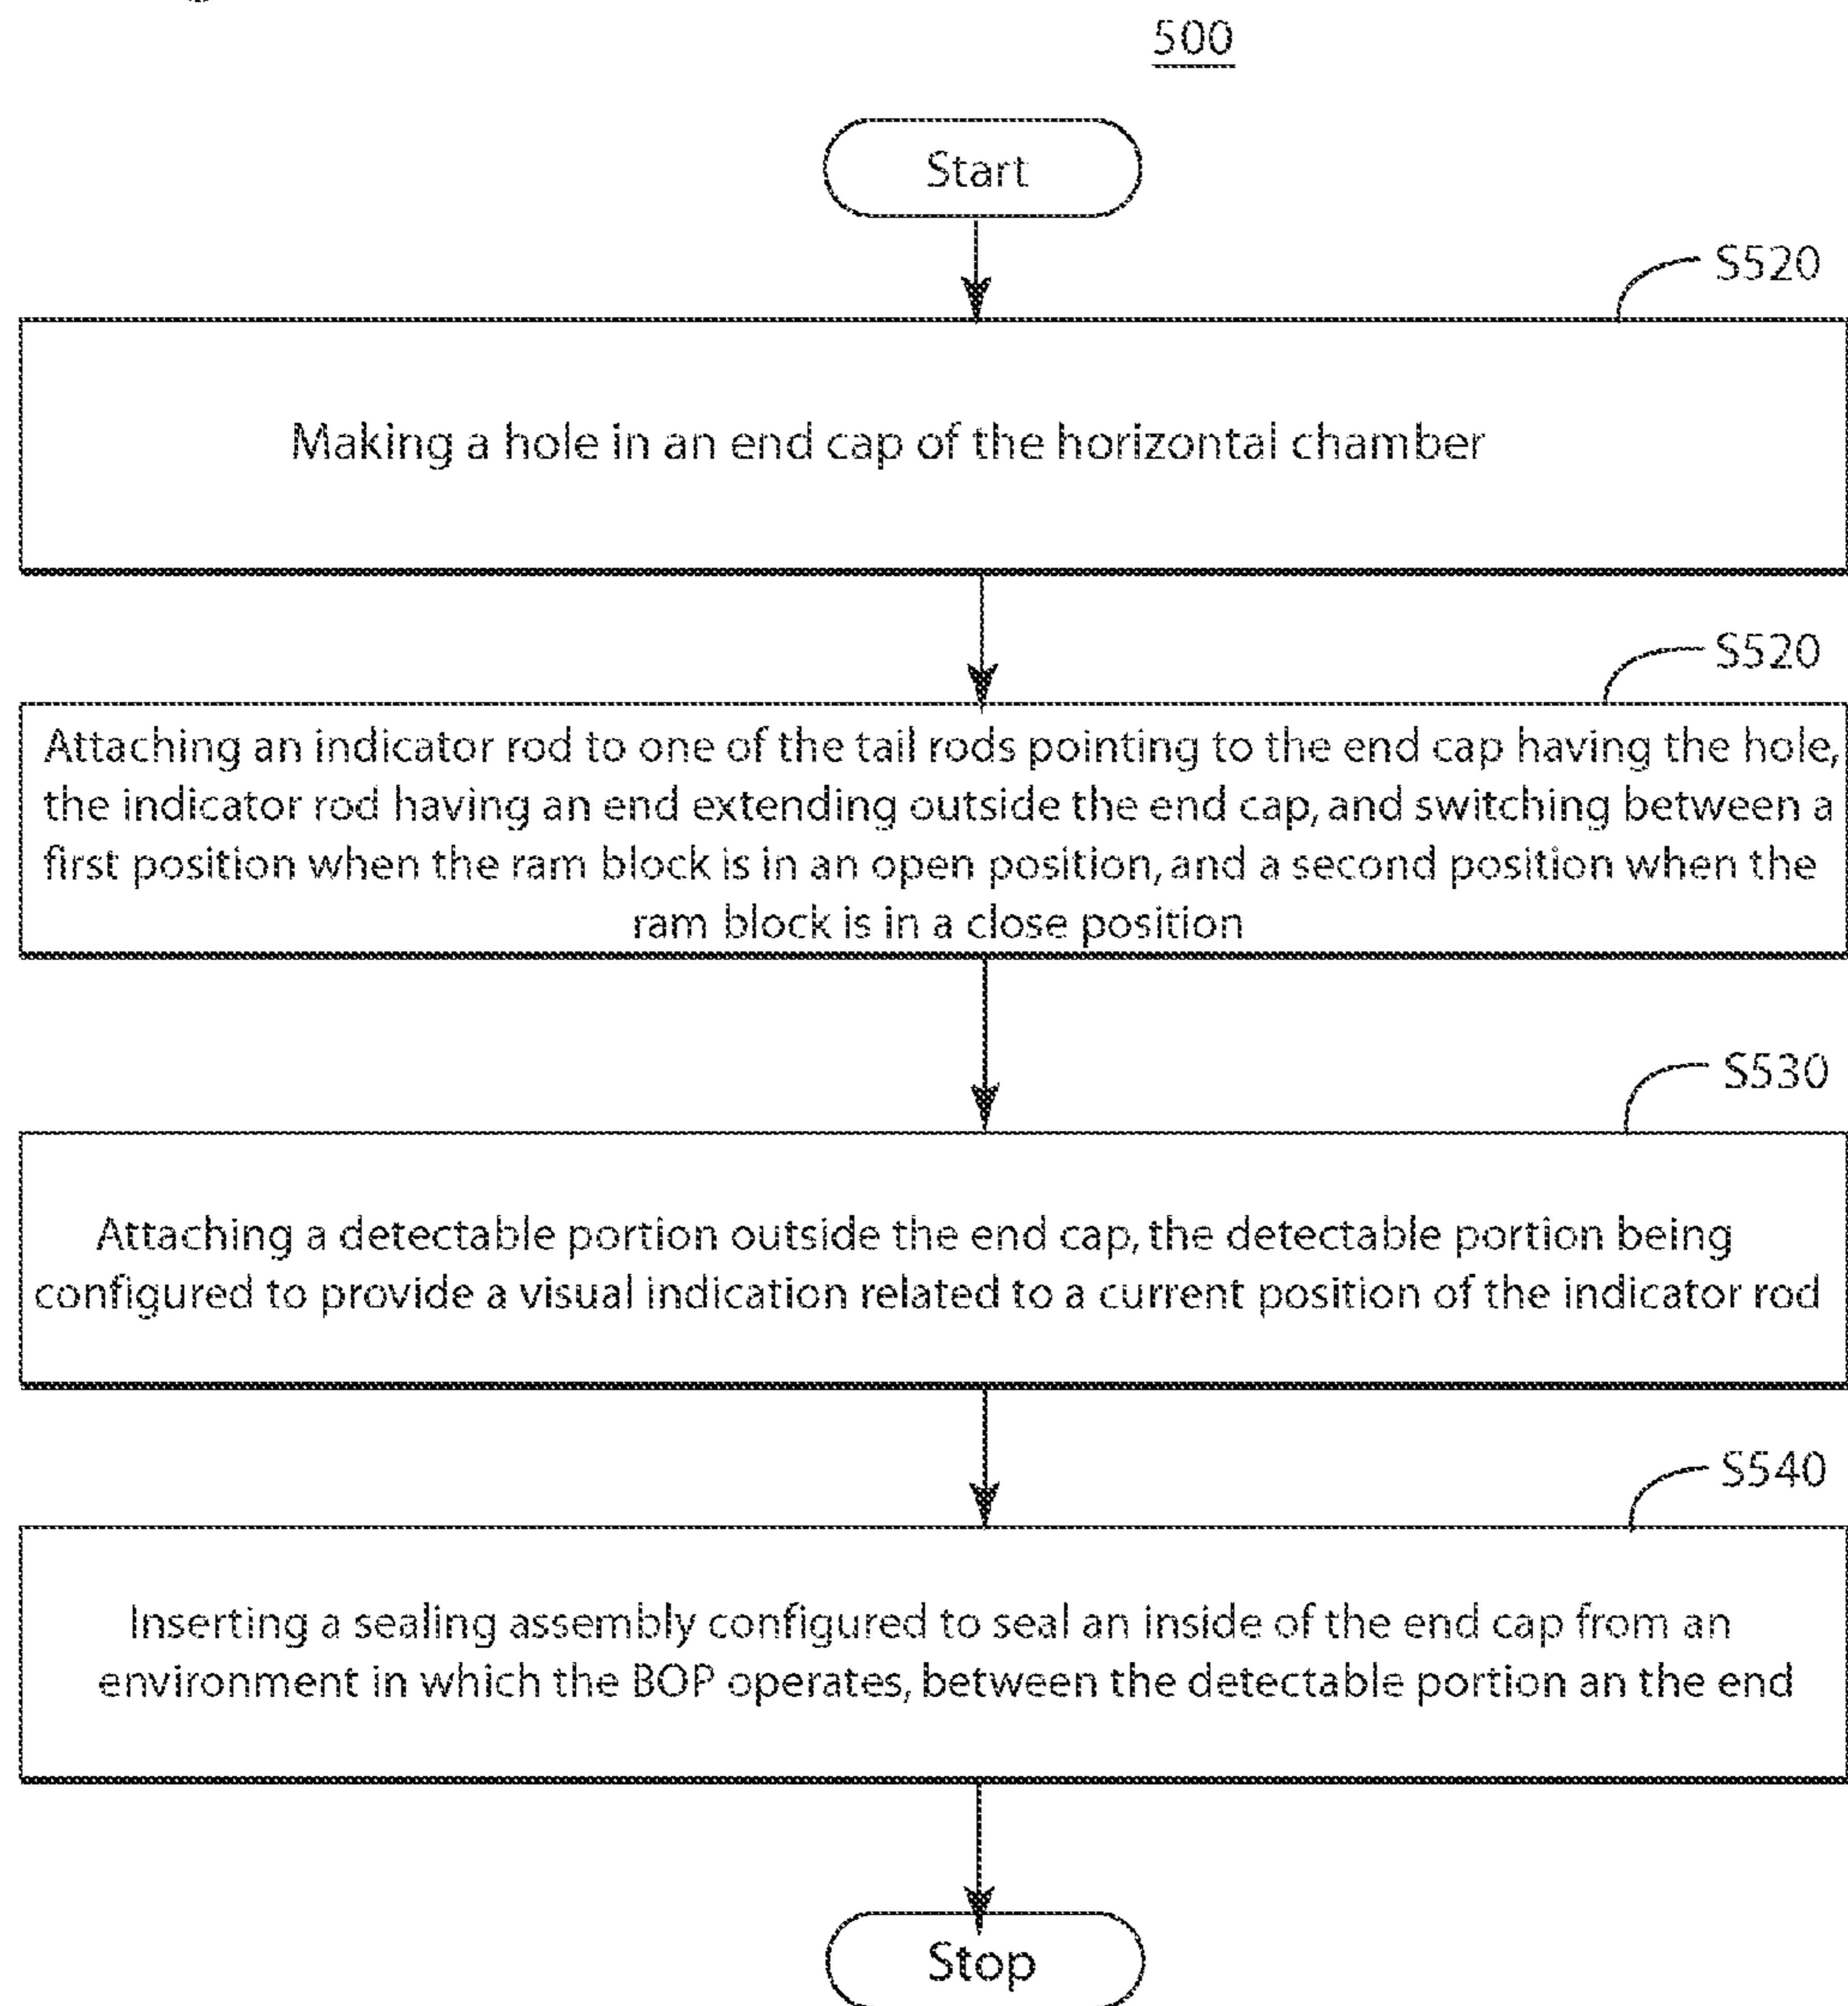 500
Start
S520
Making a hole in an end cap of the horizontal chamber
S520
Attaching an indicator rod to one of the tail rods pointing to the end cap having the hole,
the indicator rod having an end extending outside the end cap, and switching between a
first position when the ram block is in an open position, and a second position when the
ram block is in a close position
S530
Attaching a detectable portion outside the end cap, the detectable portion being
configured to provide a visual indication related to a current position of the indicator rod
S540
Inserting a sealing assembly configured to seal an inside of the end cap from an
environment in which the BOP operates, between the detectable portion an the end
Stop